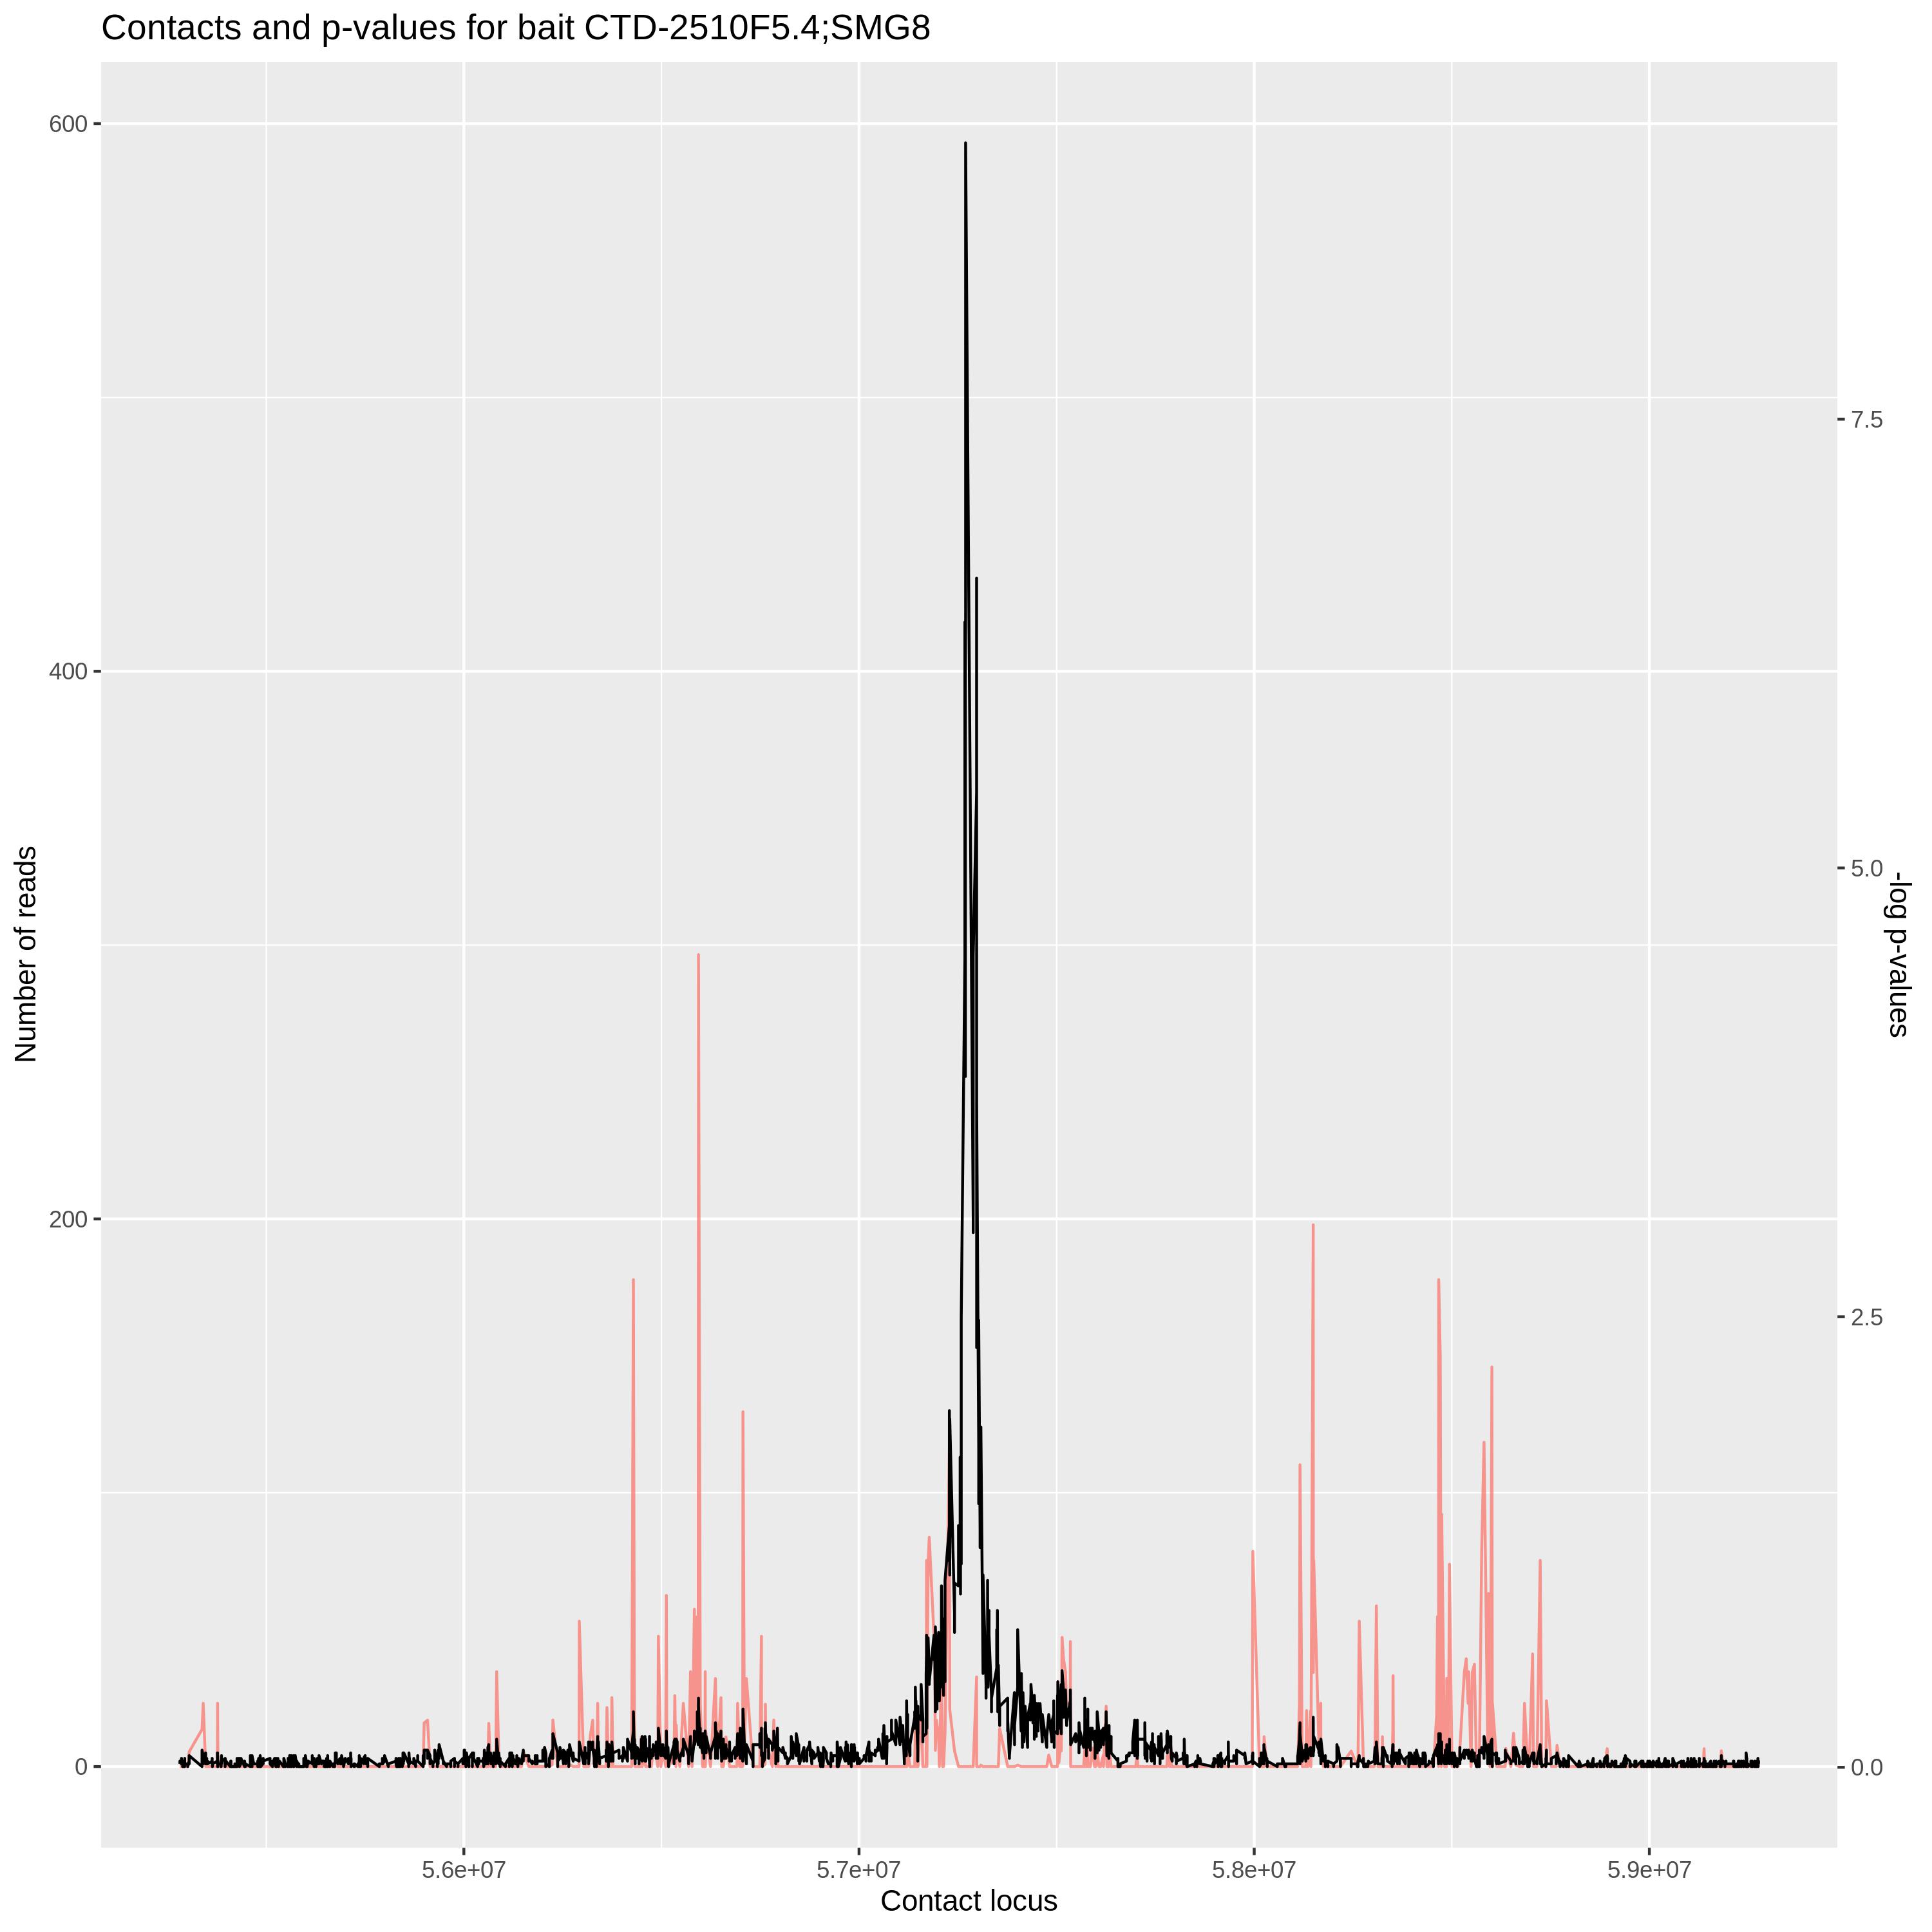 Contacts and p-values for bait CTD-2510F5.4;SMG8
600
400
200
0
Number of reads
7.5
5.0
2.5
0.0
-log p-values
5.6e+07
5.7e+07
5.8e+07
5.9e+07
Contact locus